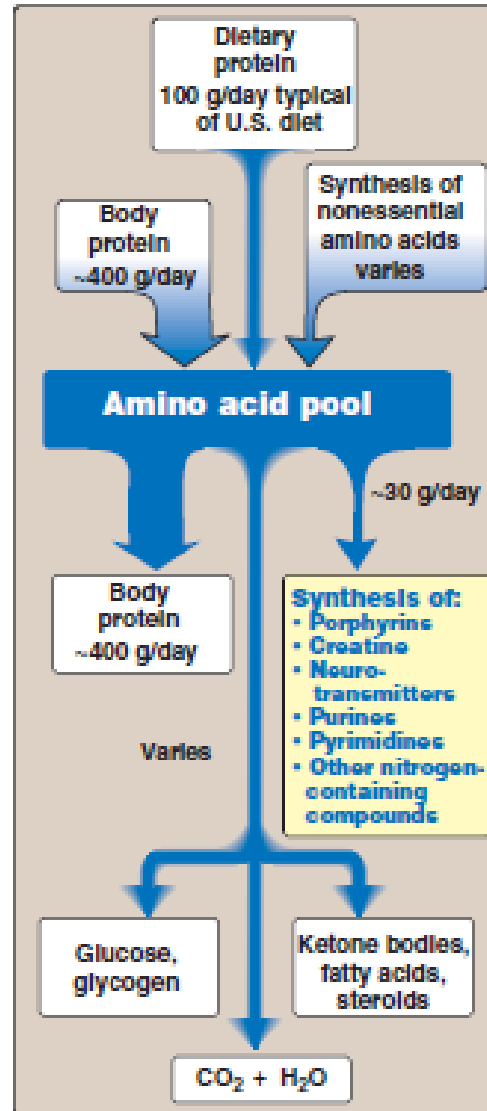 Dietary
protein
100 g/day typical
of U.S. diet
Body
protein
~400 g/day
Synthesis of
nonessential
amino acids
varies
Amino acid pool
~30 g/day
Body
protein
~400 g/day
Synthesis of:
• Porphyrins
• Creatine
• Neuro-
transmitters
• Purines
• Pyrimidines
• Other nitrogen-
containing
compounds
Varies
Glucose,
glycogen
Ketone bodies,
fatty acids,
steroids
CO₂ + H₂O